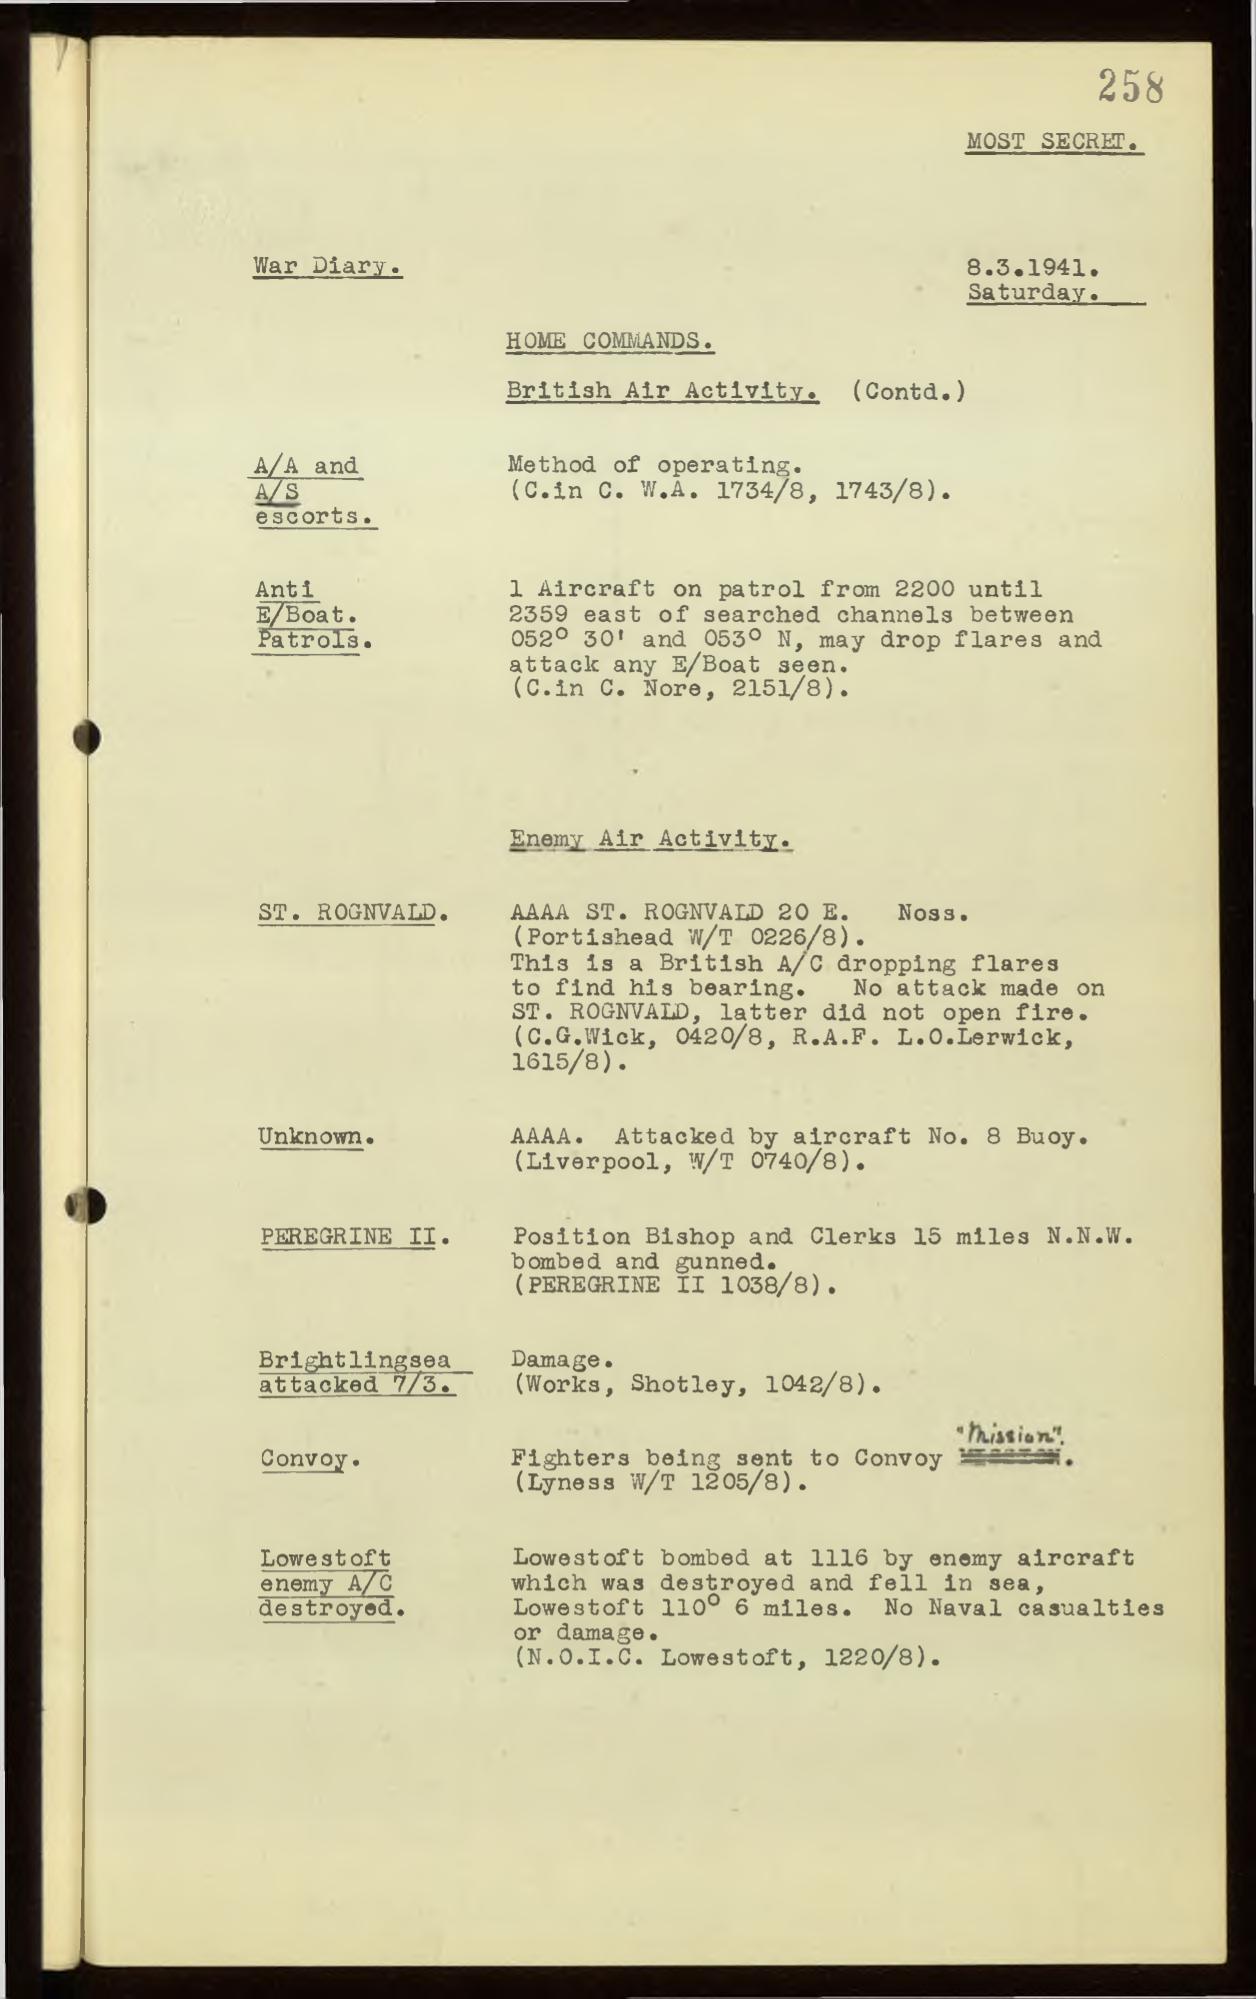 258
MOST SECRET.
War Diary.
8.3.1941.
Saturday.
HOME COMMANDS.
British Air Activity. (Contd.)
A/A and
A/S
escorts.
Method of operating.
(C.in C. W.A. 1734/8, 1743/8).
Anti
E/Boat.
Patrols.
1 Aircraft on patrol from 2200 until
2359 east of searched channels between
052° 30' and 053° N, may drop flares and
attack any E/Boat seen.
(C.in C. Nore, 2151/8).
Enemy Air Activity.
ST. ROGNVALD.
AAAA ST. ROGNVALD 20 E. Noss.
(Portishead W/T 0226/8).
This is a British A/C dropping flares
to find his bearing. No attack made on
ST. ROGNVALD, latter did not open fire.
(C.G.Wick, 0420/8, R.A.F. L.O.Lerwick,
1615/8).
Unknown.
AAAA. Attacked by aircraft No. 8 Buoy.
(Liverpool, W/T 0740/8).
PEREGRINE II.
Position Bishop and Clerks 15 miles N.N.W.
bombed and gunned.
(PEREGRINE II 1038/8).
Brightlingsea
attacked 7/3.
Damage.
(Works, Shotley, 1042/8).
Convoy.
"Mission".
Fighters being sent to Convoy .
(Lyness W/T 1205/8).
Lowestoft
enemy A/C
destroyed.
Lowestoft bombed at 1116 by enemy aircraft
which was destroyed and fell in sea,
Lowestoft 110° 6 miles. No Naval casualties
or damage.
(N.O.I.C. Lowestoft, 1220/8).